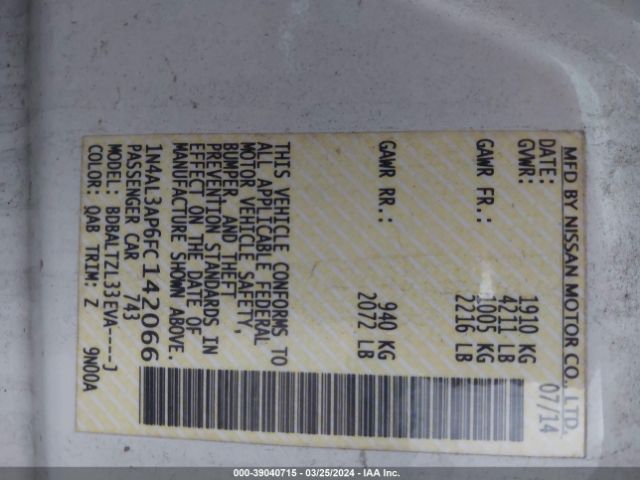 MFD BY NISSAN MOTOR CO., LTD.
DATE: 07/14
GVWR: 1910 KG
4211 LB
GAWR FR.: 1005 KG
2216 LB
GAWR RR.: 940 KG
2072 LB
THIS VEHICLE CONFORMS TO
ALL APPLICABLE FEDERAL
MOTOR VEHICLE SAFETY,
BUMPER, AND THEFT
PREVENTION STANDARDS IN
EFFECT ON THE DATE OF
MANUFACTURE SHOWN ABOVE.
1N4AL3AP6FC142066
PASSENGER CAR 743
MODEL: BDBALTZL33EVA----J
COLOR: QAB TRIM: Z 9N00A
000-39040715 - 03/25/2024 - IAA Inc.